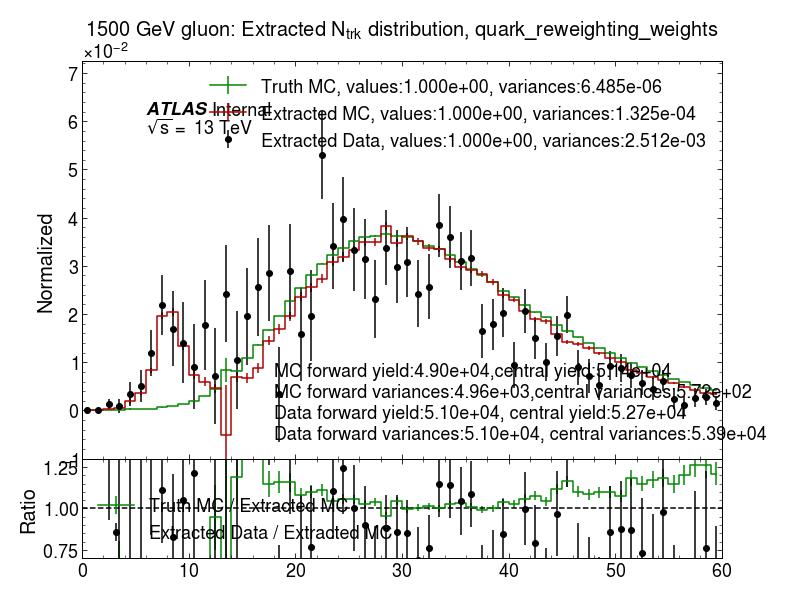 1500 GeV gluon: Extracted Ntrk distribution, quark_reweighting_weights
×10−2
Truth MC, values:1.000e+00, variances:6.485e-06
ATLAS Internal
Extracted MC, values:1.000e+00, variances:1.325e-04
√s = 13 TeV
Extracted Data, values:1.000e+00, variances:2.512e-03
Normalized
7
6
5
4
3
2
1
0
MC forward yield:4.90e+04,central yield:5.14e+04
MC forward variances:4.96e+03,central variances:5.72e+02
Data forward yield:5.10e+04, central yield:5.27e+04
Data forward variances:5.10e+04, central variances:5.39e+04
Ratio
1.25
1.00
0.75
Truth MC / Extracted MC
Extracted Data / Extracted MC
0 10 20 30 40 50 60